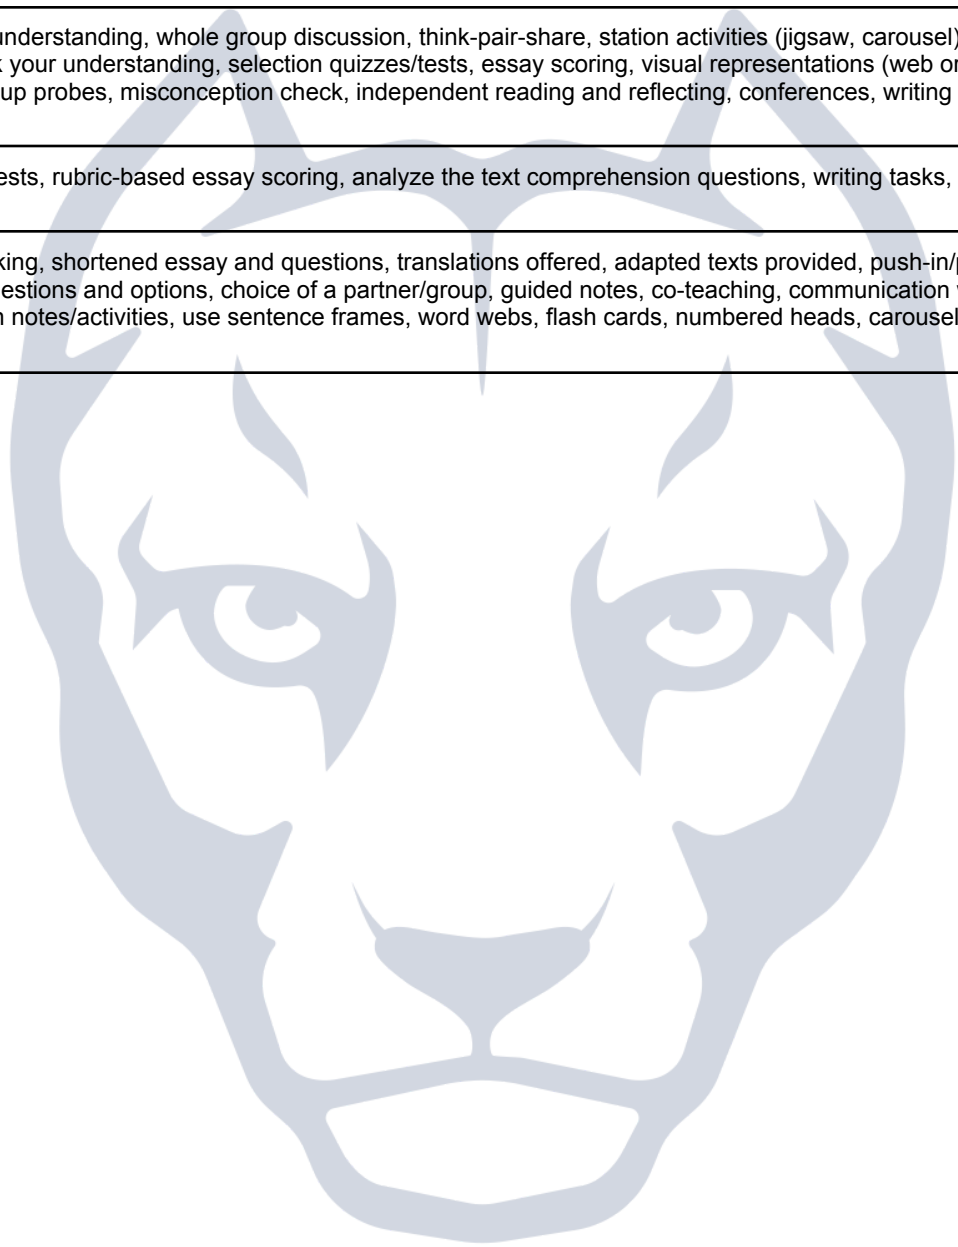 understanding, whole group discussion, think-pair-share, station activities (jigsaw, carousel)
your understanding, selection quizzes/tests, essay scoring, visual representations (web or
up probes, misconception check, independent reading and reflecting, conferences, writing
rubric-based essay scoring, analyze the text comprehension questions, writing tasks,
shortened essay and questions, translations offered, adapted texts provided, push-in/
and options, choice of a partner/group, guided notes, co-teaching, communication
notes/activities, use sentence frames, word webs, flash cards, numbered heads, carousel